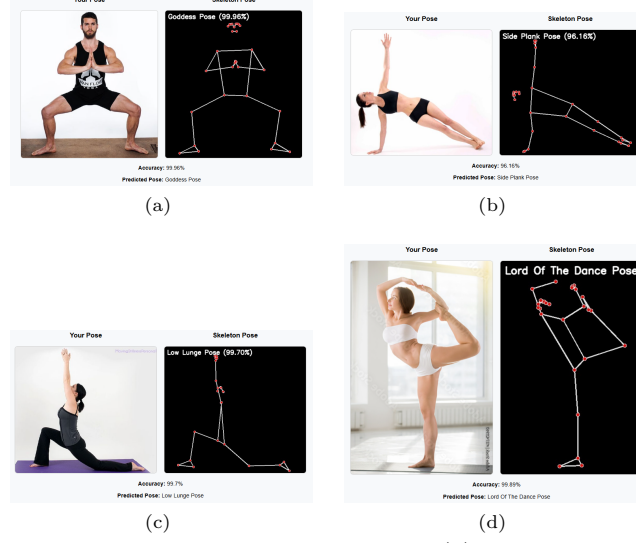 Your Pose
Skeleton Pose
Goddess Pose (99.96%)
Accuracy: 99.96%
Predicted Pose: Goddess Pose
(a)
Your Pose
Skeleton Pose
Side Plank Pose (96.16%)
Accuracy: 96.16%
Predicted Pose: Side Plank Pose
(b)
Your Pose
Skeleton Pose
Low Lunge Pose (99.70%)
Accuracy: 99.7%
Predicted Pose: Low Lunge Pose
(c)
Your Pose
Skeleton Pose
Lord Of The Dance Pose
Accuracy: 99.89%
Predicted Pose: Lord Of The Dance Pose
(d)